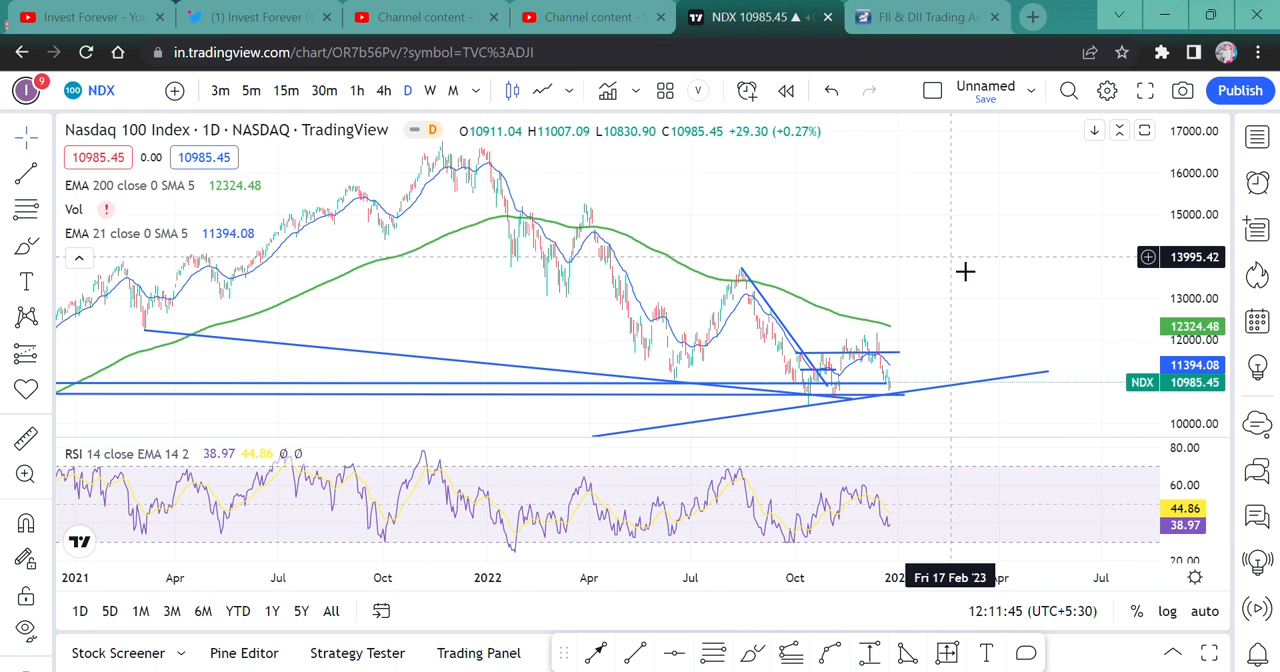 Invest Forever - You
(1) Invest Forever (
Channel content - Y
Channel content - Y
NDX 10985.45 ▲ +
FII & DII Trading Ac
in.tradingview.com/chart/OR7b56Pv/?symbol=TVC%3ADJI
I 9 100 NDX 3m 5m 15m 30m 1h 4h D W M V Unnamed Save Publish
Nasdaq 100 Index · 1D · NASDAQ · TradingView D O10911.04 H11007.09 L10830.90 C10985.45 +29.30 (+0.27%)
10985.45 0.00 10985.45
EMA 200 close 0 SMA 5 12324.48
Vol !
EMA 21 close 0 SMA 5 11394.08
17000.00
16000.00
15000.00
13995.42
13000.00
12324.48
12000.00
11394.08
NDX 10985.45
10000.00
RSI 14 close EMA 14 2 38.97 44.86 Ø Ø
80.00
60.00
44.86
38.97
20.00
2021 Apr Jul Oct 2022 Apr Jul Oct 202 Fri 17 Feb '23 Apr Jul
1D 5D 1M 3M 6M YTD 1Y 5Y All 12:11:45 (UTC+5:30) % log auto
Stock Screener Pine Editor Strategy Tester Trading Panel